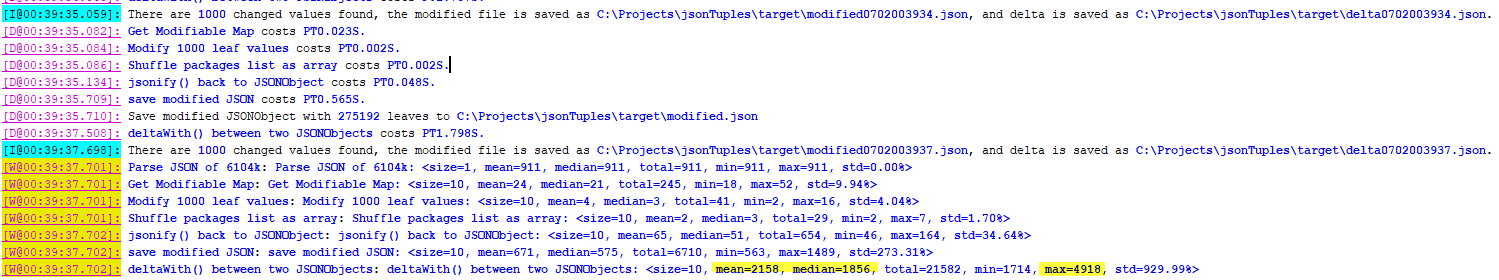 [I@00:39:35.059]: There are 1000 changed values found, the modified file is saved as C:\Projects\jsonTuples\target\modified0702003934.json, and delta is saved as C:\Projects\jsonTuples\target\delta0702003934.json.
[D@00:39:35.082]: Get Modifiable Map costs PT0.023S.
[D@00:39:35.084]: Modify 1000 leaf values costs PT0.002S.
[D@00:39:35.086]: Shuffle packages list as array costs PT0.002S.
[D@00:39:35.134]: jsonify() back to JSONObject costs PT0.048S.
[D@00:39:35.709]: save modified JSON costs PT0.565S.
[D@00:39:35.710]: Save modified JSONObject with 275192 leaves to C:\Projects\jsonTuples\target\modified.json
[D@00:39:37.508]: deltaWith() between two JSONObjects costs PT1.798S.
[I@00:39:37.698]: There are 1000 changed values found, the modified file is saved as C:\Projects\jsonTuples\target\modified0702003937.json, and delta is saved as C:\Projects\jsonTuples\target\delta0702003937.json.
[W@00:39:37.701]: Parse JSON of 6104k: Parse JSON of 6104k: <size=1, mean=911, median=911, total=911, min=911, max=911, std=0.00%>
[W@00:39:37.701]: Get Modifiable Map: Get Modifiable Map: <size=10, mean=24, median=21, total=245, min=18, max=52, std=9.94%>
[W@00:39:37.701]: Modify 1000 leaf values: Modify 1000 leaf values: <size=10, mean=4, median=3, total=41, min=2, max=16, std=4.04%>
[W@00:39:37.701]: Shuffle packages list as array: Shuffle packages list as array: <size=10, mean=2, median=3, total=29, min=2, max=7, std=1.70%>
[W@00:39:37.702]: jsonify() back to JSONObject: jsonify() back to JSONObject: <size=10, mean=65, median=51, total=654, min=46, max=164, std=34.64%>
[W@00:39:37.702]: save modified JSON: save modified JSON: <size=10, mean=671, median=575, total=6710, min=563, max=1489, std=273.31%>
[W@00:39:37.702]: deltaWith() between two JSONObjects: deltaWith() between two JSONObjects: <size=10, mean=2158, median=1856, total=21582, min=1714, max=4918, std=929.99%>